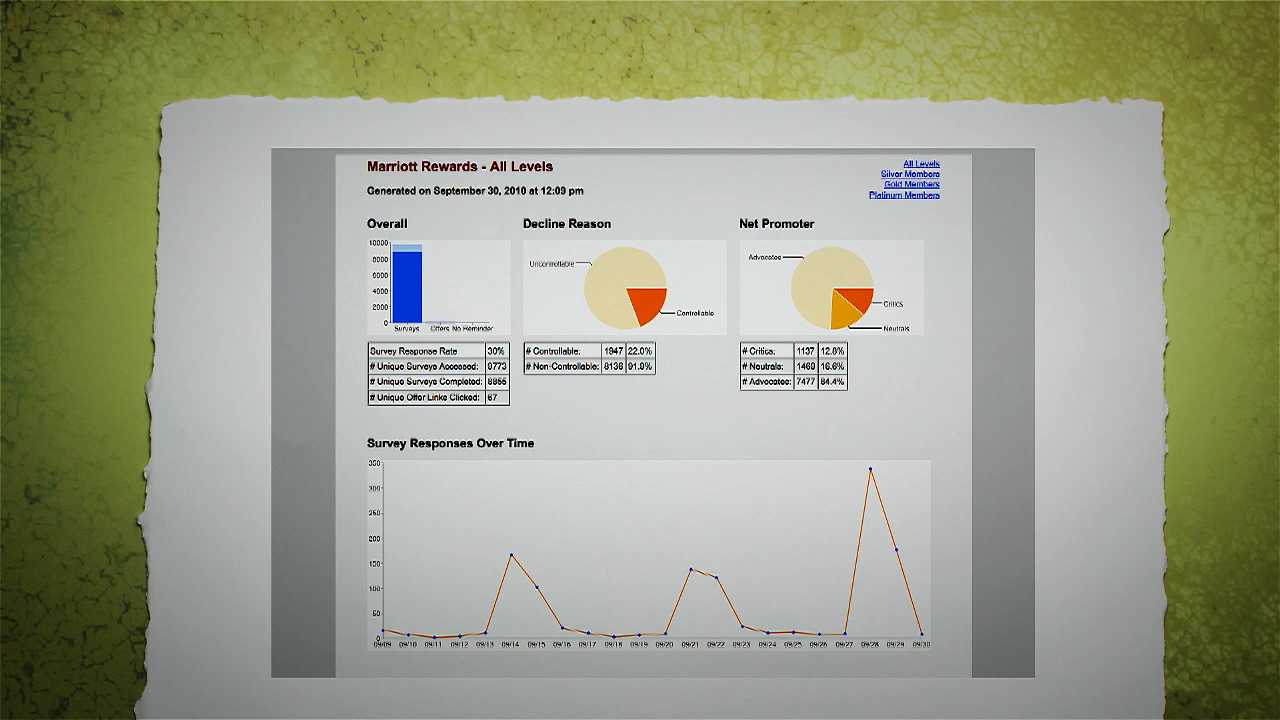 Marriott Rewards - All Levels
Generated on September 30, 2010 at 12:09 pm
All Levels
Silver Members
Gold Members
Platinum Members
Overall
10000
8000
6000
4000
2000
0
Surveys Offers No Reminder
Survey Response Rate 30%
# Unique Surveys Accessed: 9773
# Unique Surveys Completed: 8855
# Unique Offer Links Clicked: 67
Decline Reason
Uncontrollable
Controllable
# Controllable: 1947 22.0%
# Non-Controllable: 8136 91.9%
Net Promoter
Advocates
Critics
Neutrals
# Critics: 1137 12.8%
# Neutrals: 1469 16.6%
# Advocates: 7477 84.4%
Survey Responses Over Time
350
300
250
200
150
100
50
0
09/09 09/10 09/11 09/12 09/13 09/14 09/15 09/16 09/17 09/18 09/19 09/20 09/21 09/22 09/23 09/24 09/25 09/26 09/27 09/28 09/29 09/30